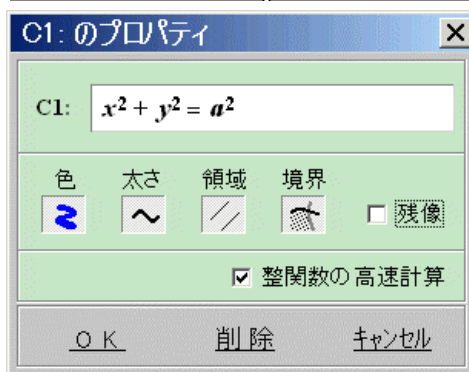 C1: のプロパティ
C1: x² + y² = a²
色 太さ 領域 境界
残像
整関数の高速計算
OK 削除 キャンセル